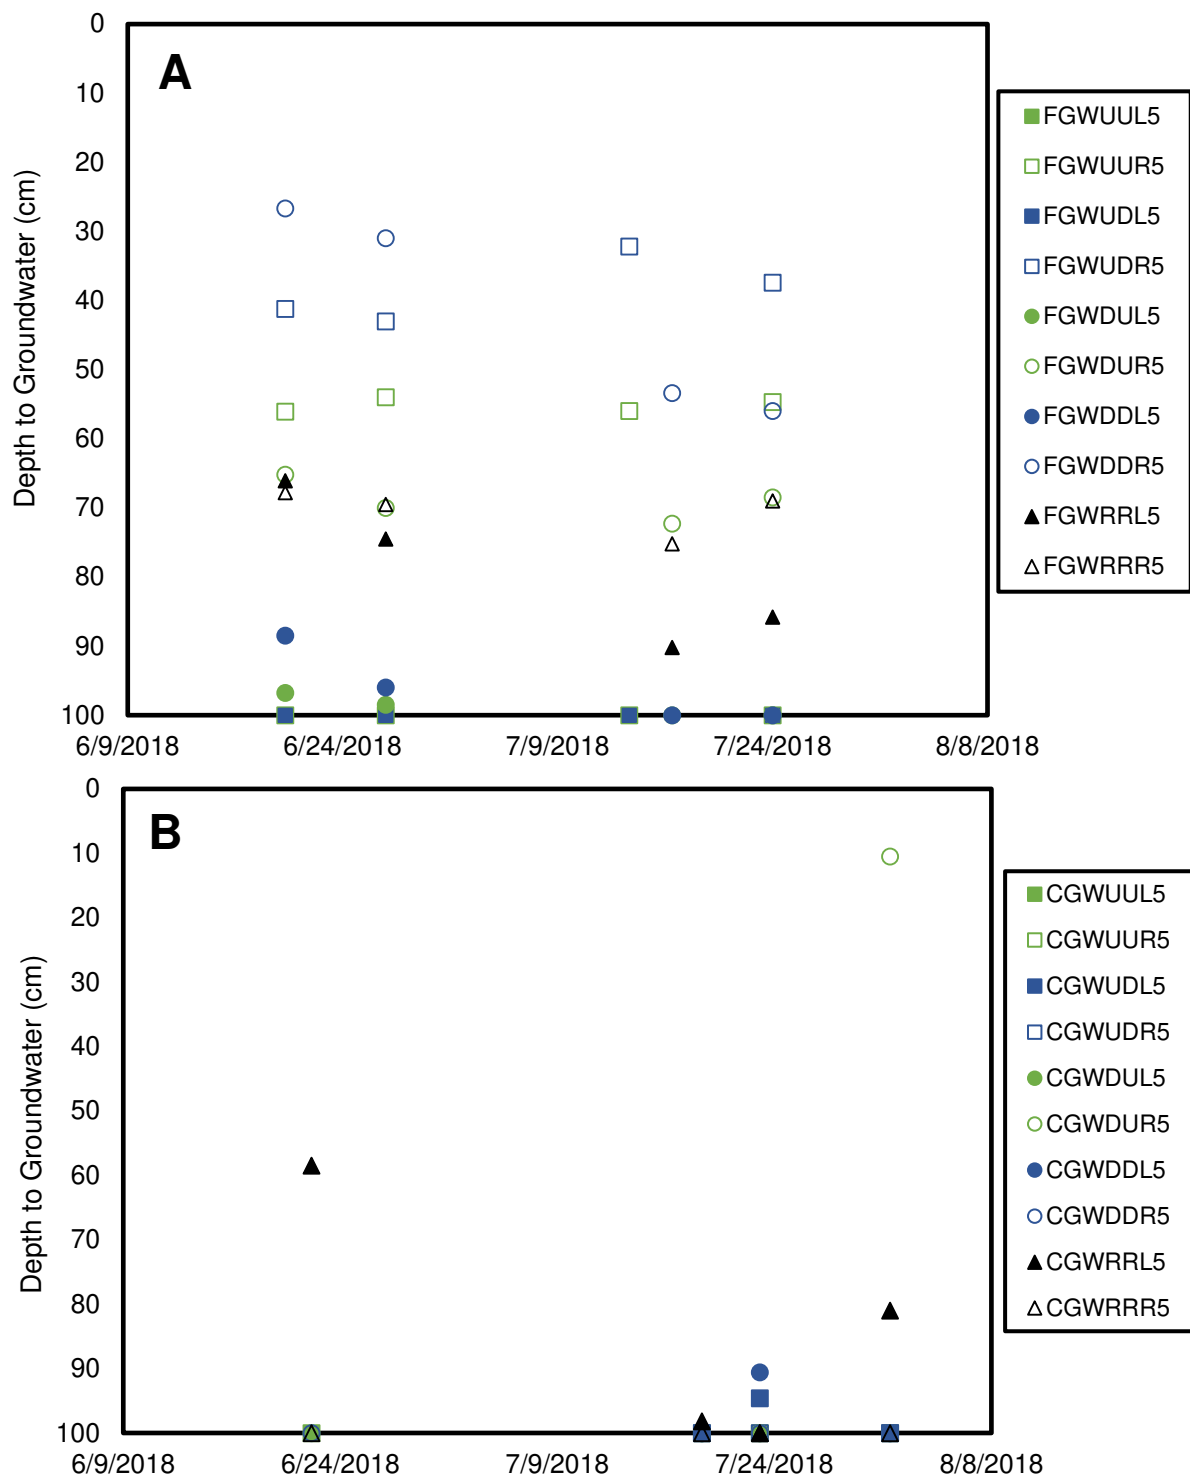 A
0
10
20
30
40
50
60
70
80
90
100
Depth to Groundwater (cm)
6/9/2018 6/24/2018 7/9/2018 7/24/2018 8/8/2018
FGWUUL5
FGWUUR5
FGWUDL5
FGWUDR5
FGWDUL5
FGWDUR5
FGWDDL5
FGWDDR5
FGWRRL5
FGWRRR5
B
0
10
20
30
40
50
60
70
80
90
100
Depth to Groundwater (cm)
6/9/2018 6/24/2018 7/9/2018 7/24/2018 8/8/2018
CGWUUL5
CGWUUR5
CGWUDL5
CGWUDR5
CGWDUL5
CGWDUR5
CGWDDL5
CGWDDR5
CGWRRL5
CGWRRR5